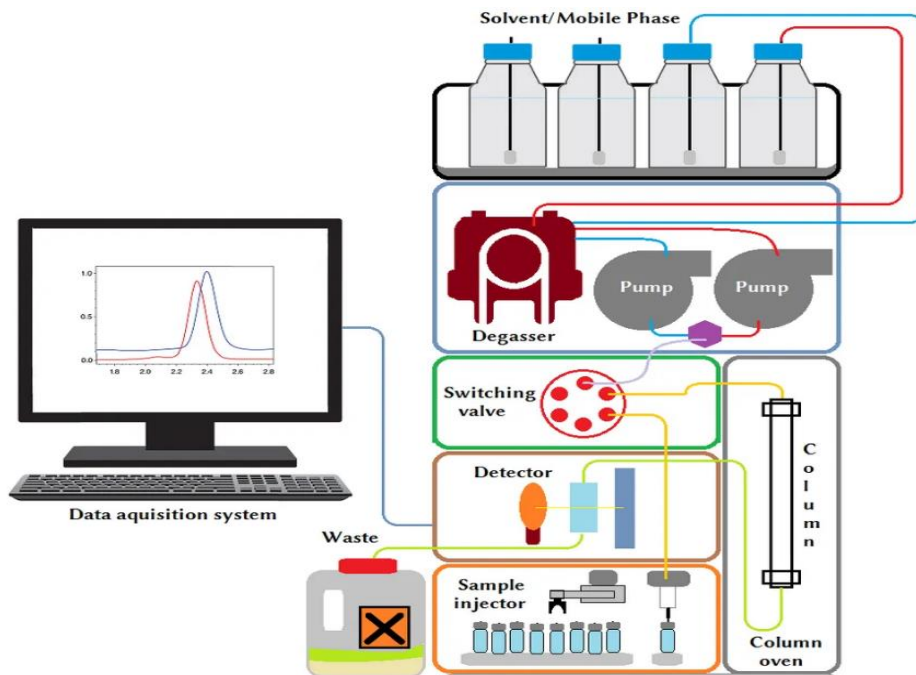 Solvent/Mobile Phase
Pump
Pump
Degasser
Switching
valve
Column
Detector
1.0
0.5
0.0
1.8
2.0
2.2
2.4
2.6
2.8
Data aquisition system
Waste
Sample
injector
Column
oven